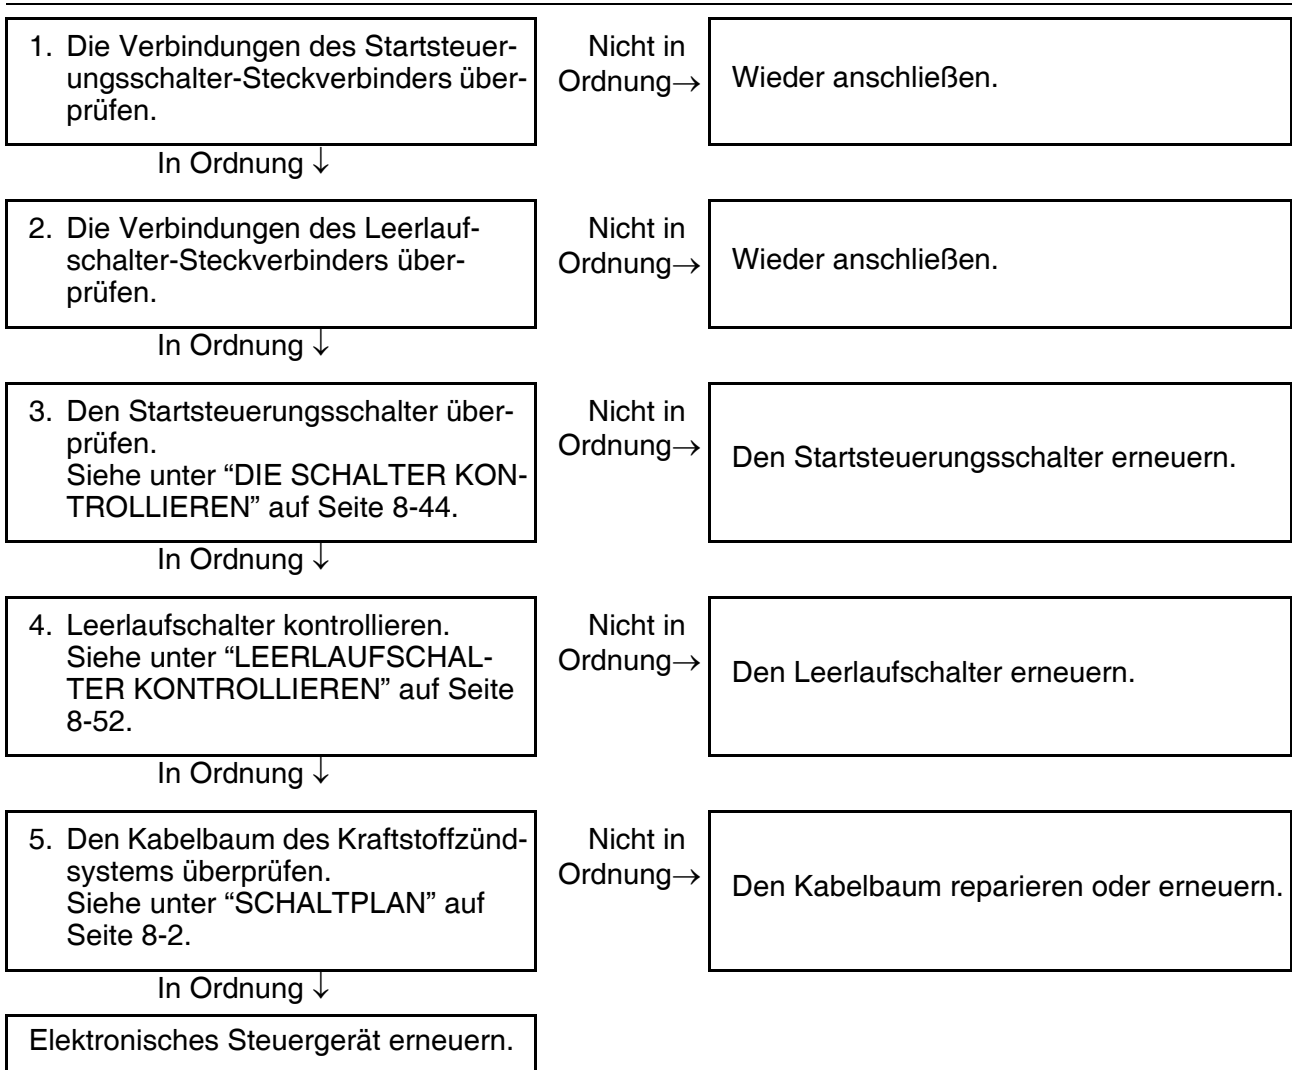 1. Die Verbindungen des Startsteuer-
ungsschalter-Steckverbinders über-
prüfen.
Nicht in
Ordnung→
Wieder anschließen.
In Ordnung ↓
2. Die Verbindungen des Leerlauf-
schalter-Steckverbinders über-
prüfen.
Nicht in
Ordnung→
Wieder anschließen.
In Ordnung ↓
3. Den Startsteuerungsschalter über-
prüfen.
Siehe unter “DIE SCHALTER KON-
TROLLIEREN” auf Seite 8-44.
Nicht in
Ordnung→
Den Startsteuerungsschalter erneuern.
In Ordnung ↓
4. Leerlaufschalter kontrollieren.
Siehe unter “LEERLAUFSCHAL-
TER KONTROLLIEREN” auf Seite
8-52.
Nicht in
Ordnung→
Den Leerlaufschalter erneuern.
In Ordnung ↓
5. Den Kabelbaum des Kraftstoffzünd-
systems überprüfen.
Siehe unter “SCHALTPLAN” auf
Seite 8-2.
Nicht in
Ordnung→
Den Kabelbaum reparieren oder erneuern.
In Ordnung ↓
Elektronisches Steuergerät erneuern.